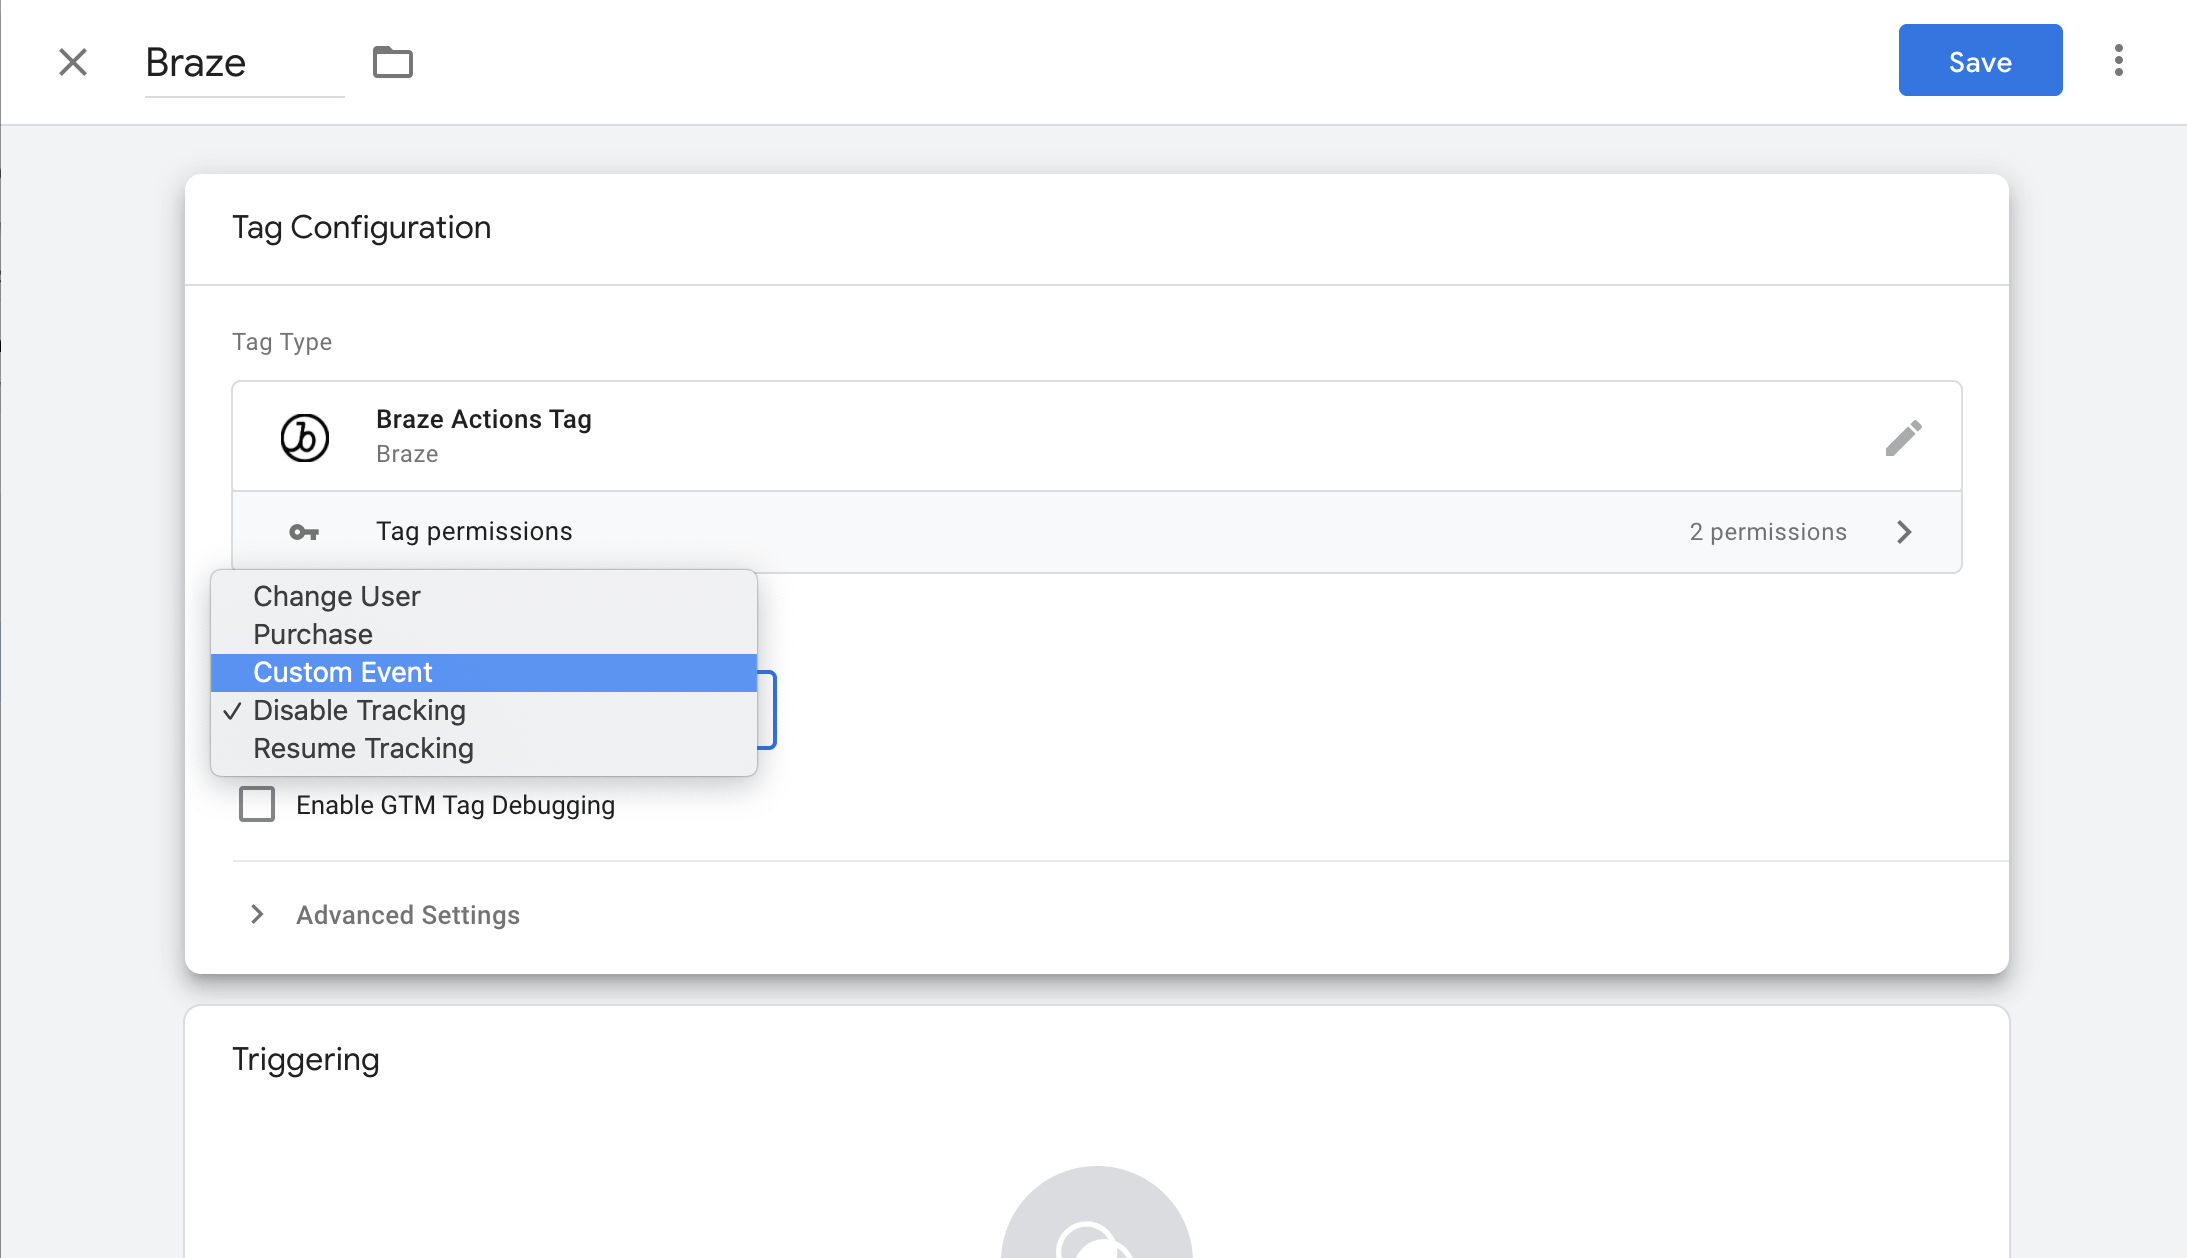 Braze
Save
Tag Configuration
Tag Type
Braze Actions Tag
Braze
Tag permissions
2 permissions
Change User
Purchase
Custom Event
Disable Tracking
Resume Tracking
Enable GTM Tag Debugging
Advanced Settings
Triggering